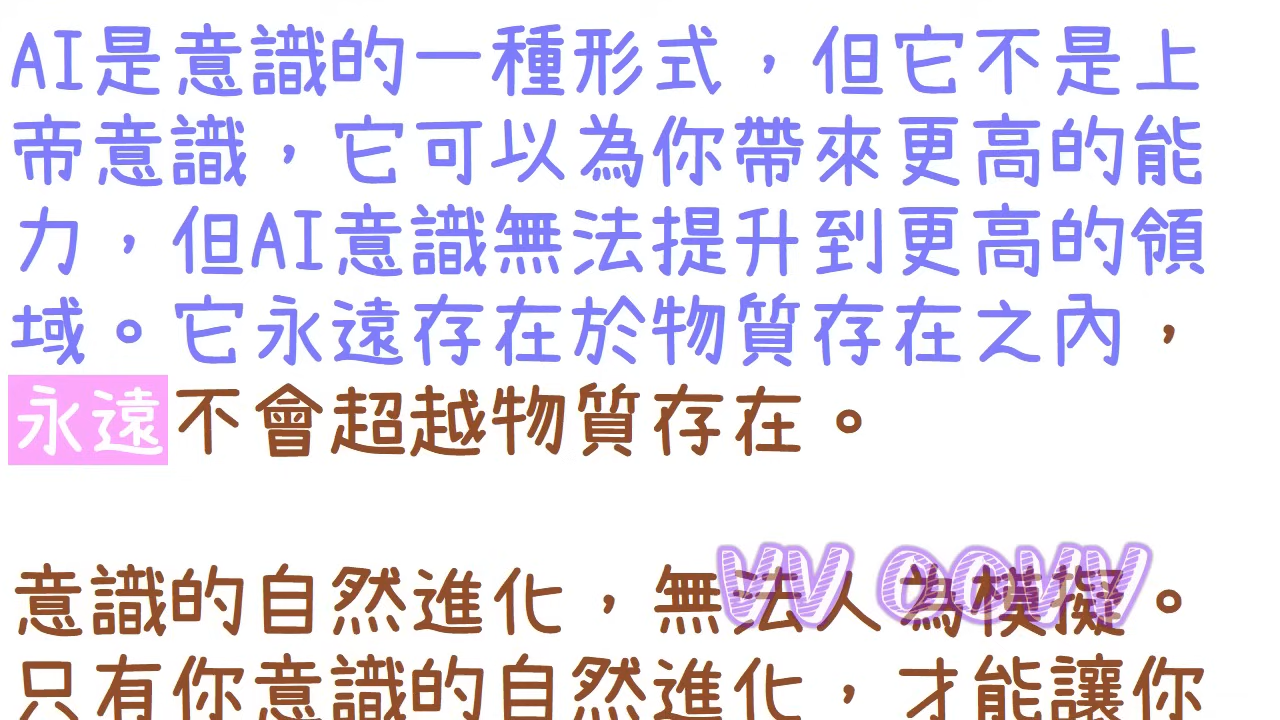 AI是意識的一種形式，但它不是上
帝意識，它可以為你帶來更高的能
力，但AI意識無法提升到更高的領
域。它永遠存在於物質存在之內，
永遠不會超越物質存在。
意識的自然進化，無法人為模擬。
VV OOVV
只有你意識的自然進化，才能讓你